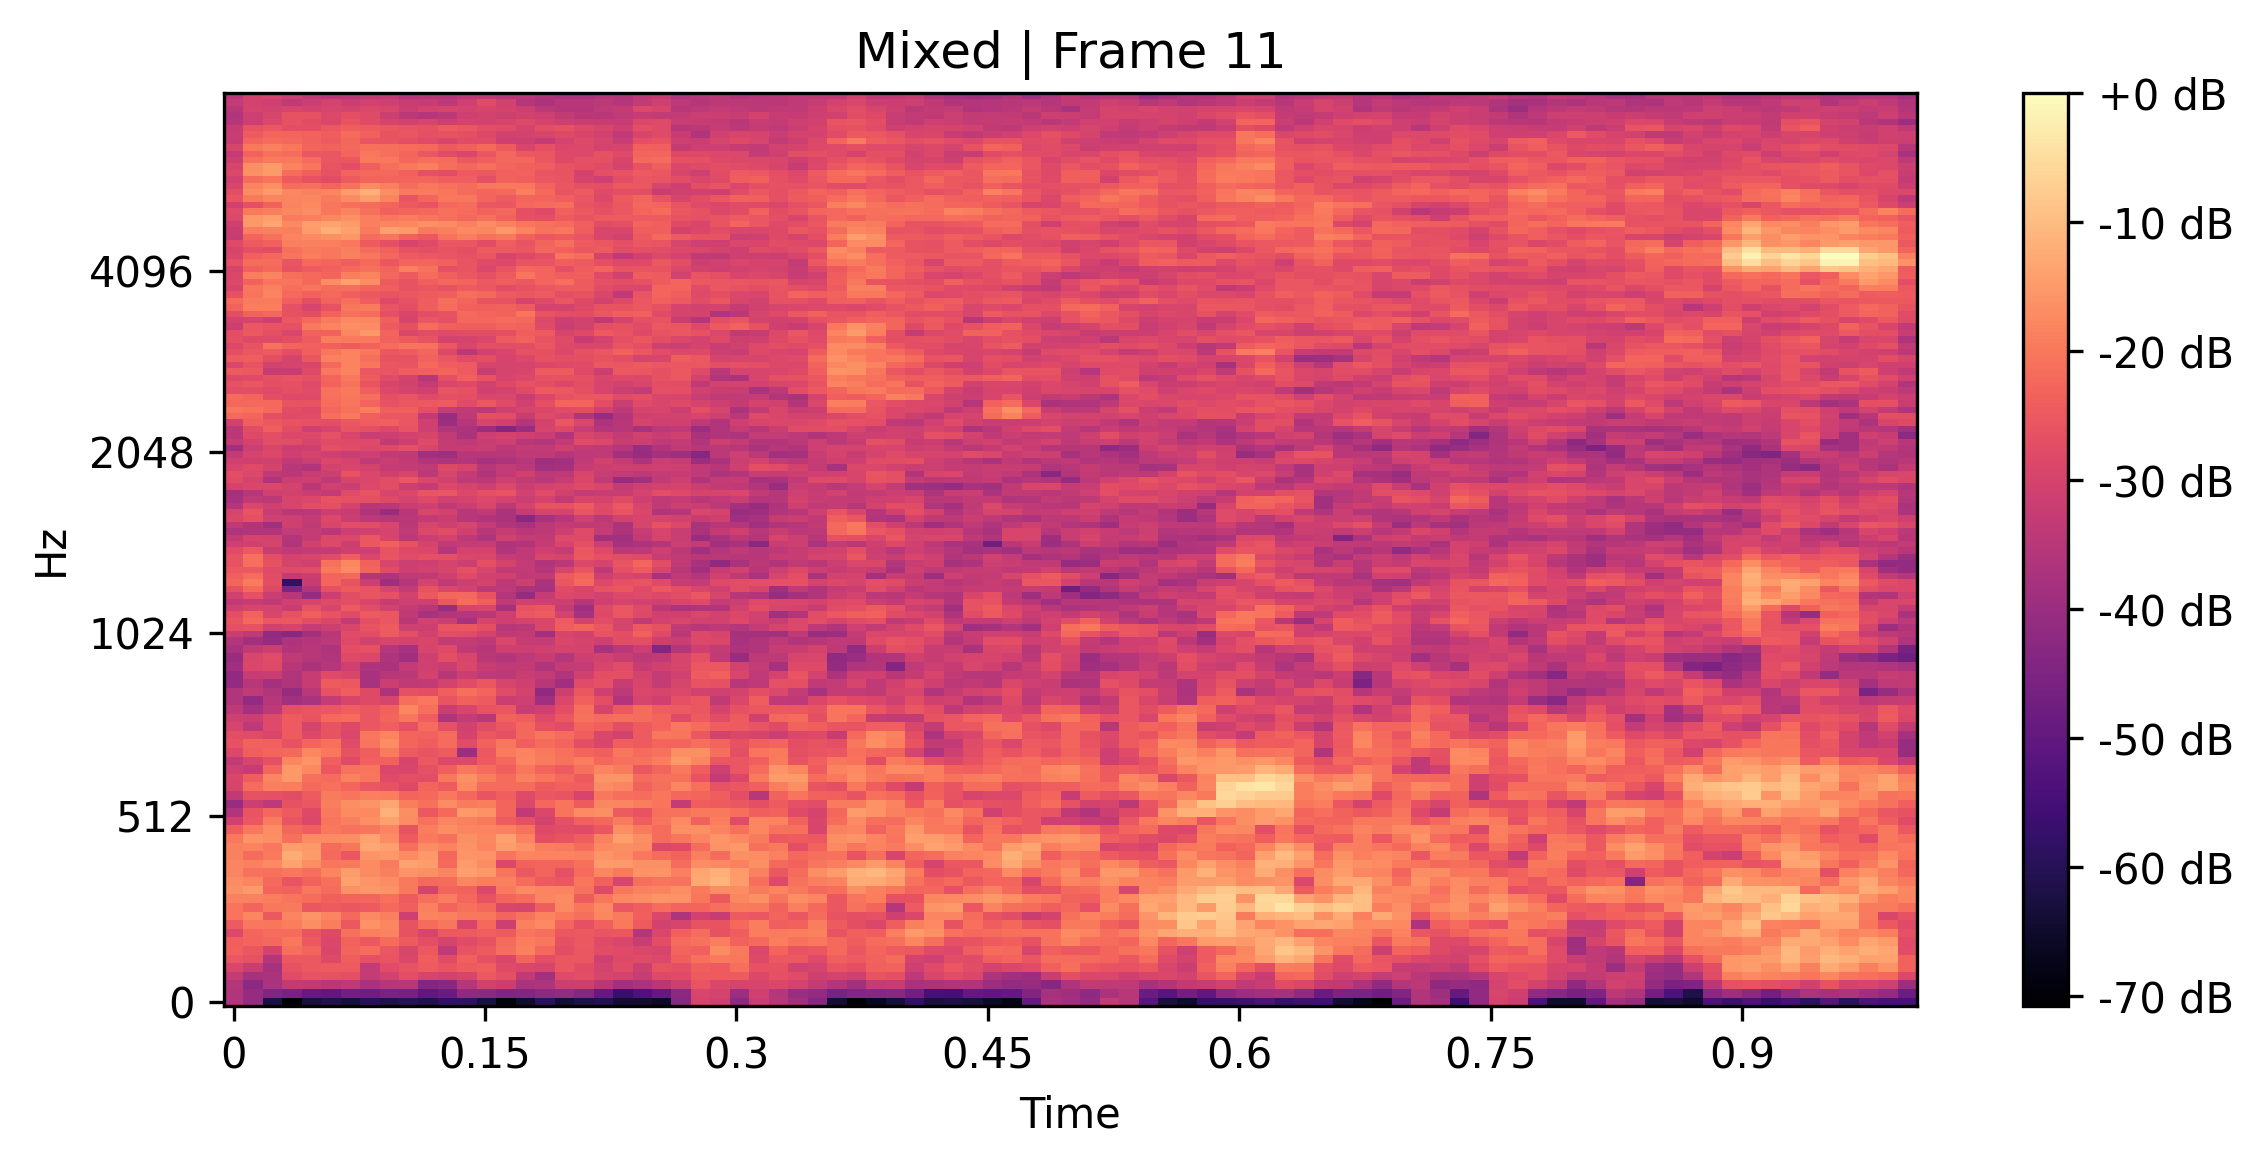 Mixed | Frame 11
+0 dB
-10 dB
-20 dB
-30 dB
-40 dB
-50 dB
-60 dB
-70 dB
Hz
4096
2048
1024
512
0
0 0.15 0.3 0.45 0.6 0.75 0.9
Time